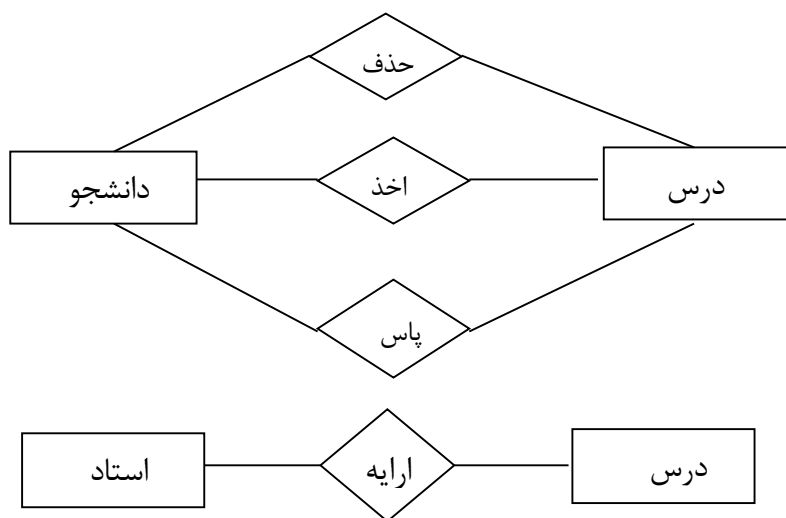 حذف
درس
اخذ
دانشجو
پاس
درس
ارایه
استاد